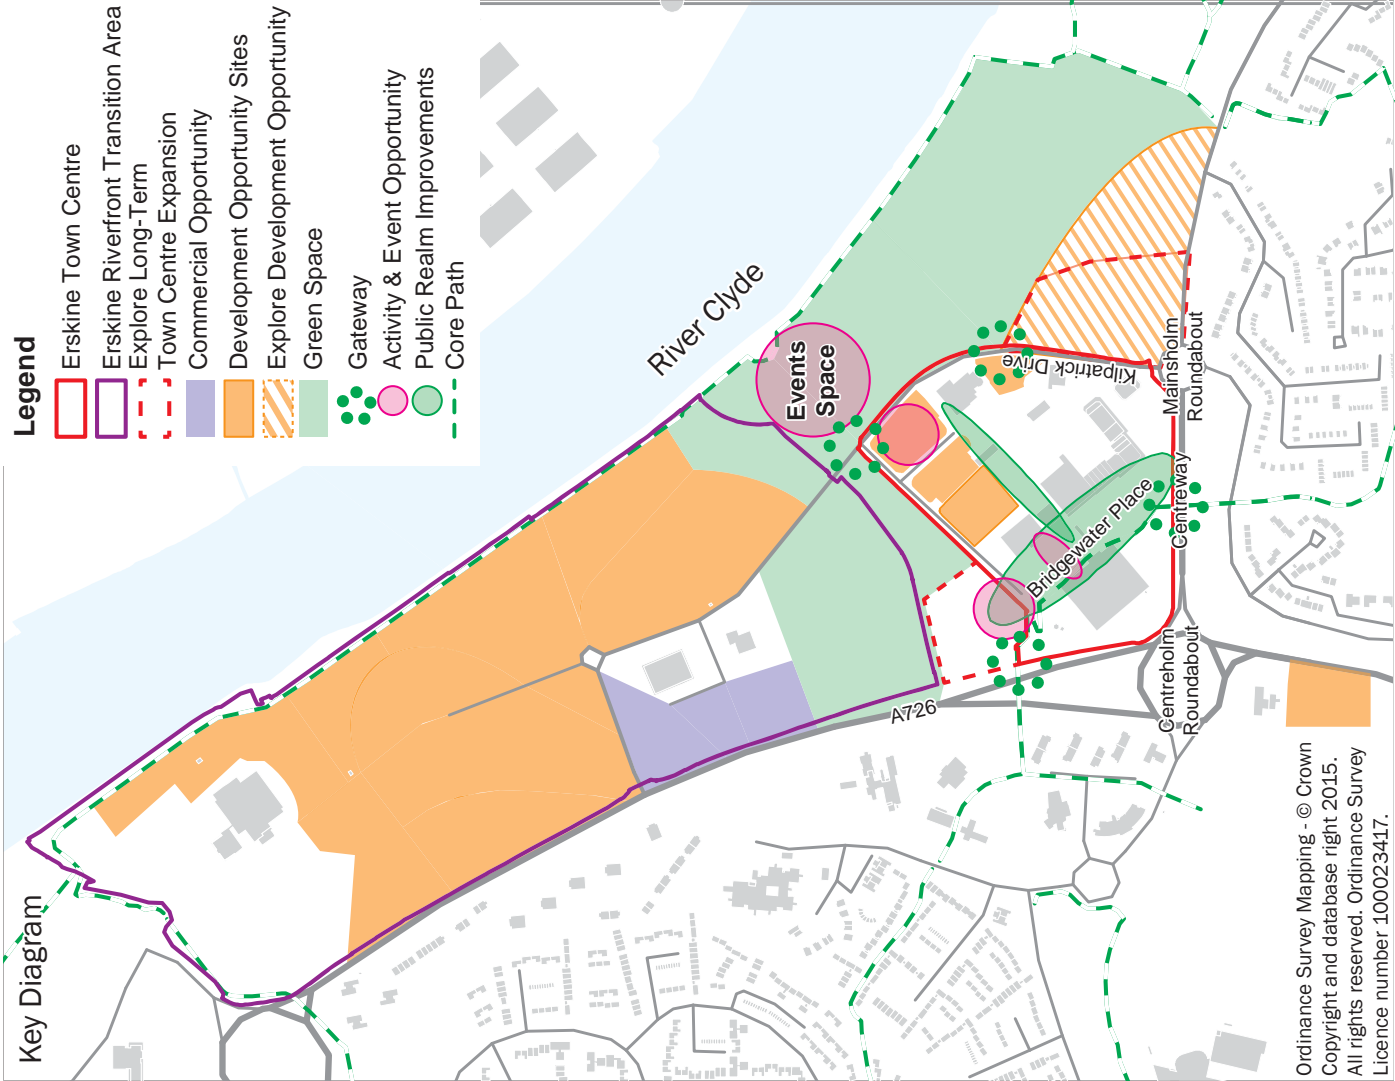 Key Diagram
Legend
Erskine Town Centre
Erskine Riverfront Transition Area
Explore Long-Term
Town Centre Expansion
Commercial Opportunity
Development Opportunity Sites
Explore Development Opportunity
Green Space
Gateway
Activity & Event Opportunity
Public Realm Improvements
Core Path
River Clyde
Events
Space
Kilpatrick Drive
Mainsholm
Roundabout
Bridgewater Place
Centreway
A726
Centreholm
Roundabout
Ordinance Survey Mapping - © Crown
Copyright and database right 2015.
All rights reserved. Ordinance Survey
Licence number 100023417.